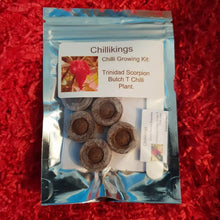 Chillikings
Chilli Growing Kit.
Trinidad Scorpion
Butch T Chilli
Plant.